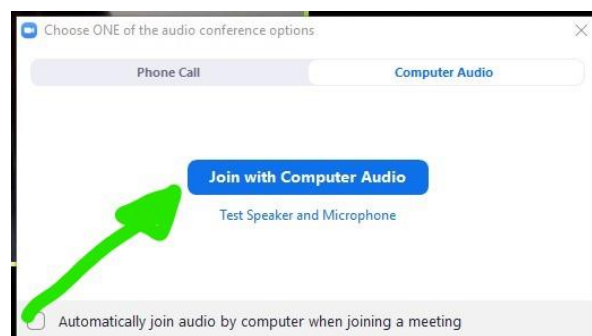 Choose ONE of the audio conference options
Phone Call Computer Audio
Join with Computer Audio
Test Speaker and Microphone
Automatically join audio by computer when joining a meeting